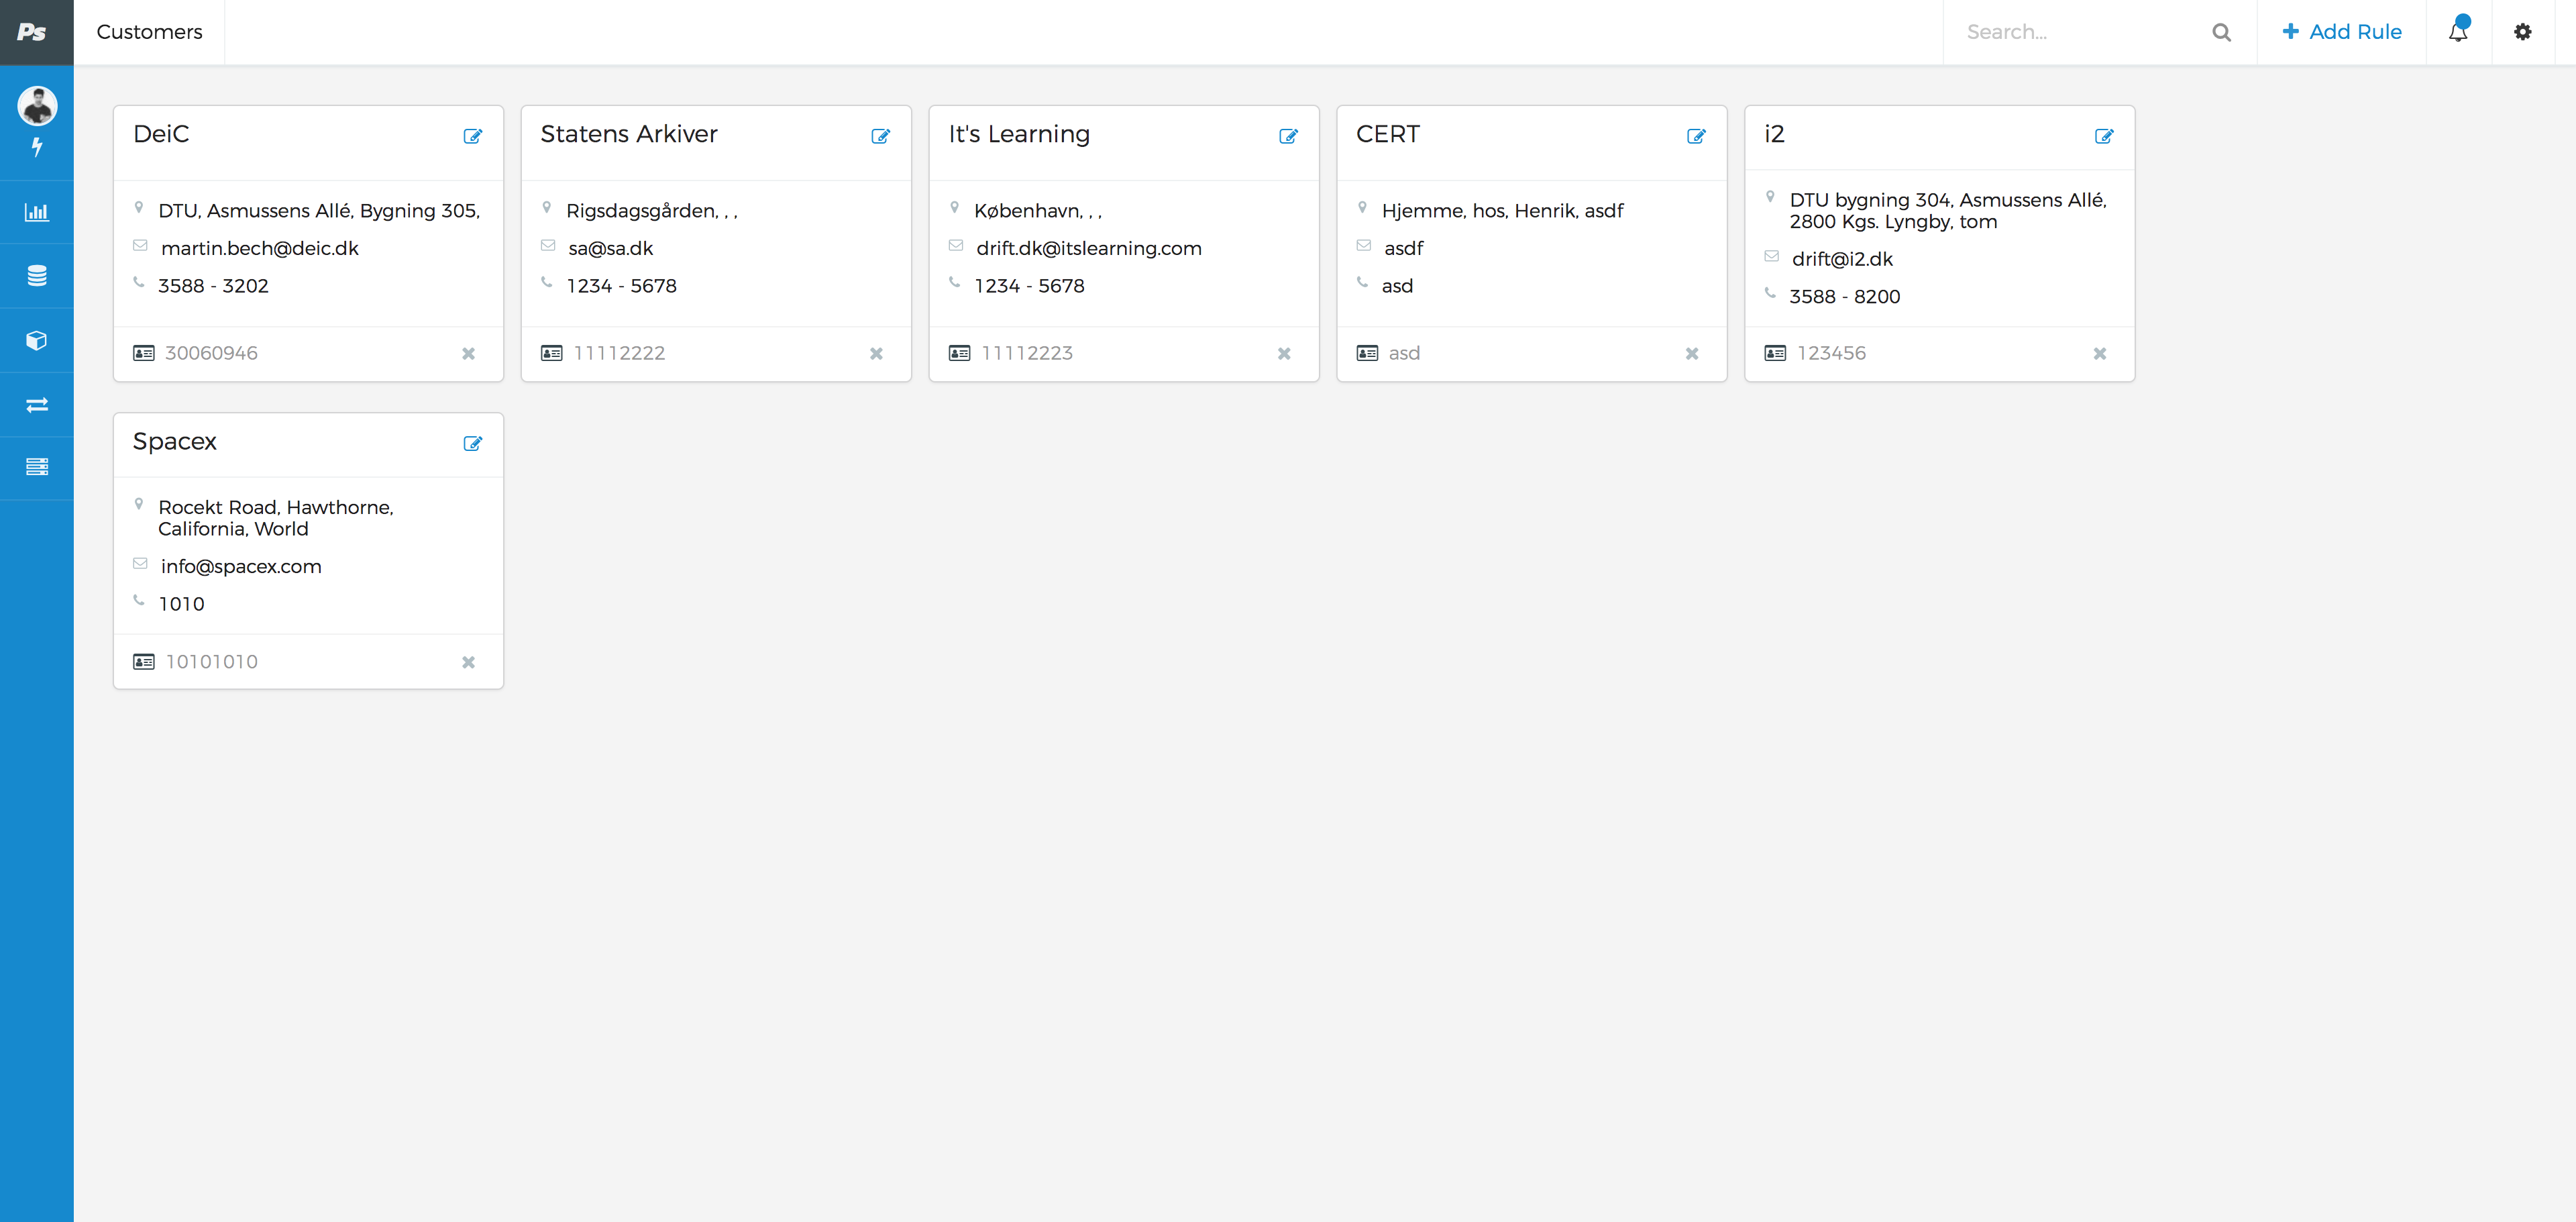 Ps
Customers
Search...
Add Rule
DeiC
DTU, Asmussens Allé, Bygning 305,
martin.bech@deic.dk
3588 - 3202
30060946
Statens Arkiver
Rigsdagsgården, , ,
sa@sa.dk
1234 - 5678
11112222
It's Learning
København, , ,
drift.dk@itslearning.com
1234 - 5678
11112223
CERT
Hjemme, hos, Henrik, asdf
asdf
asd
asd
i2
DTU bygning 304, Asmussens Allé,
2800 Kgs. Lyngby, tom
drift@i2.dk
3588 - 8200
123456
Spacex
Rocekt Road, Hawthorne,
California, World
info@spacex.com
1010
10101010